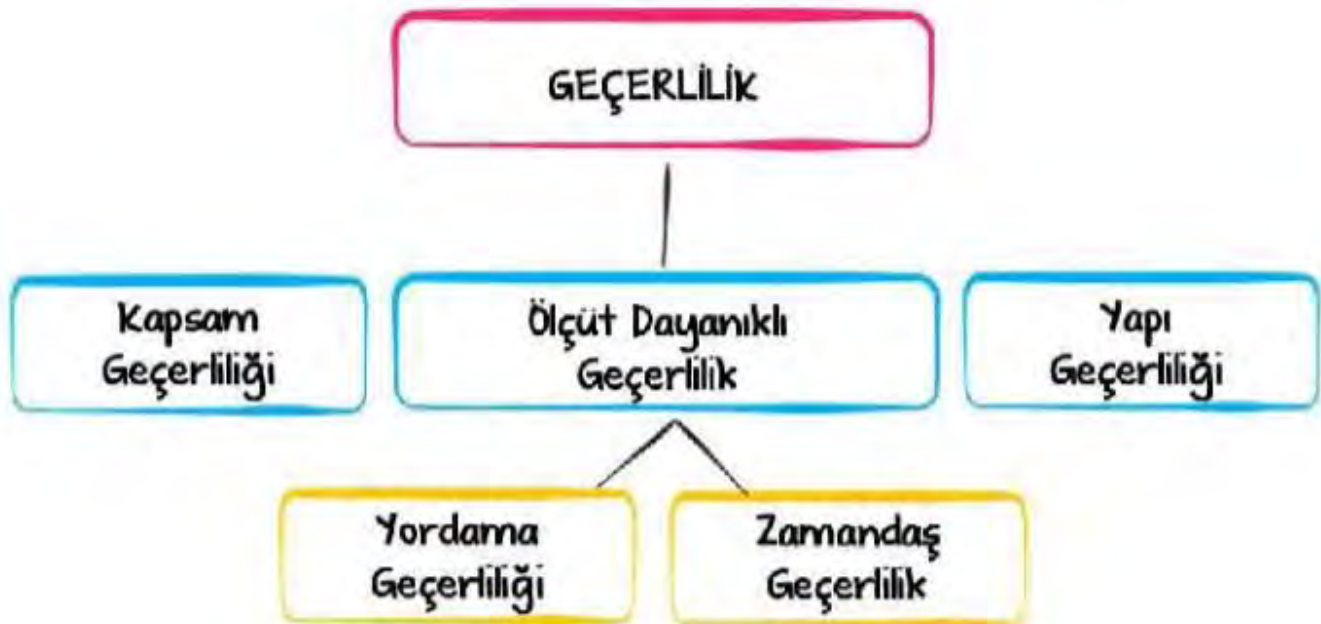 GEÇERLİLİK
Kapsam
Geçerliliği
Ölçüt Dayanıklı
Geçerlilik
Yapı
Geçerliliği
Yordama
Geçerliliği
Zamandaş
Geçerlilik